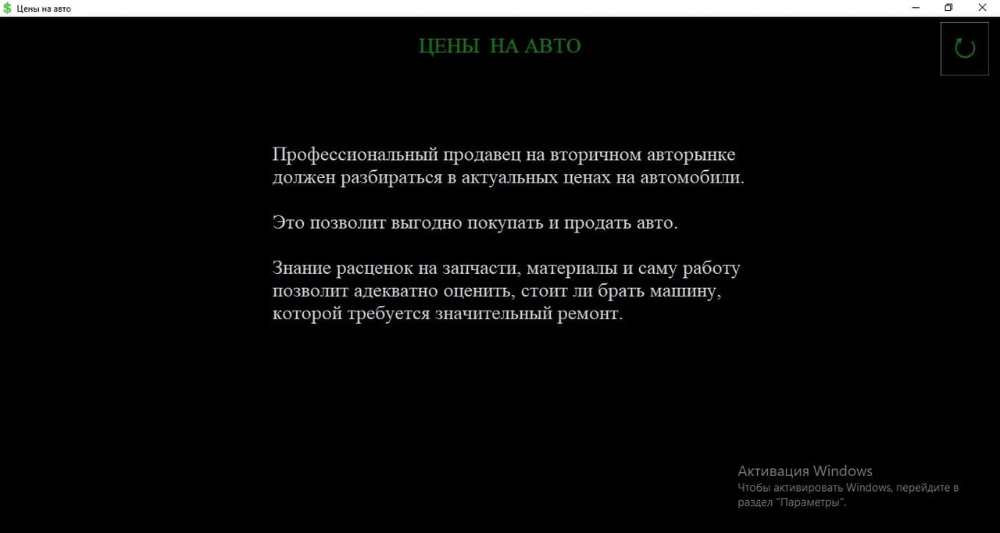 Цены на авто
ЦЕНЫ НА АВТО
Профессиональный продавец на вторичном авторынке
должен разбираться в актуальных ценах на автомобили.
Это позволит выгодно покупать и продать авто.
Знание расценок на запчасти, материалы и саму работу
позволит адекватно оценить, стоит ли брать машину,
которой требуется значительный ремонт.
Активация Windows
Чтобы активировать Windows, перейдите в
раздел "Параметры".